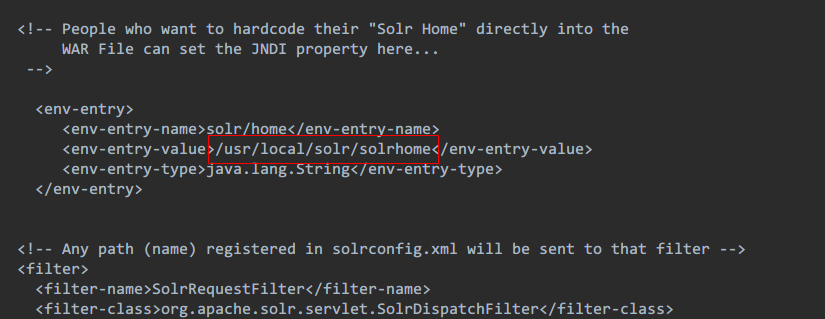 <!-- People who want to hardcode their "Solr Home" directly into the
WAR File can set the JNDI property here...
-->
<env-entry>
<env-entry-name>solr/home</env-entry-name>
<env-entry-value>/usr/local/solr/solrhome</env-entry-value>
<env-entry-type>java.lang.String</env-entry-type>
</env-entry>
<!-- Any path (name) registered in solrconfig.xml will be sent to that filter -->
<filter>
<filter-name>SolrRequestFilter</filter-name>
<filter-class>org.apache.solr.servlet.SolrDispatchFilter</filter-class>